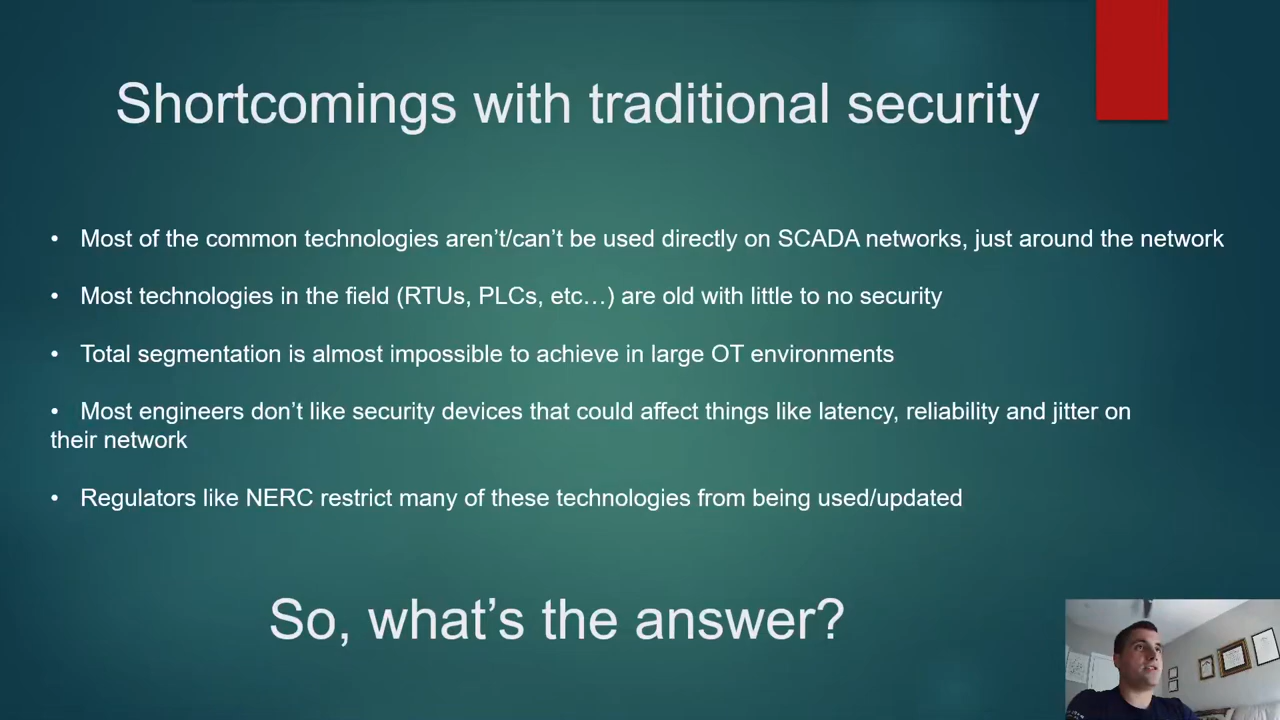 Shortcomings with traditional security
• Most of the common technologies aren’t/can’t be used directly on SCADA networks, just around the network
• Most technologies in the field (RTUs, PLCs, etc…) are old with little to no security
• Total segmentation is almost impossible to achieve in large OT environments
• Most engineers don’t like security devices that could affect things like latency, reliability and jitter on
their network
• Regulators like NERC restrict many of these technologies from being used/updated
So, what’s the answer?